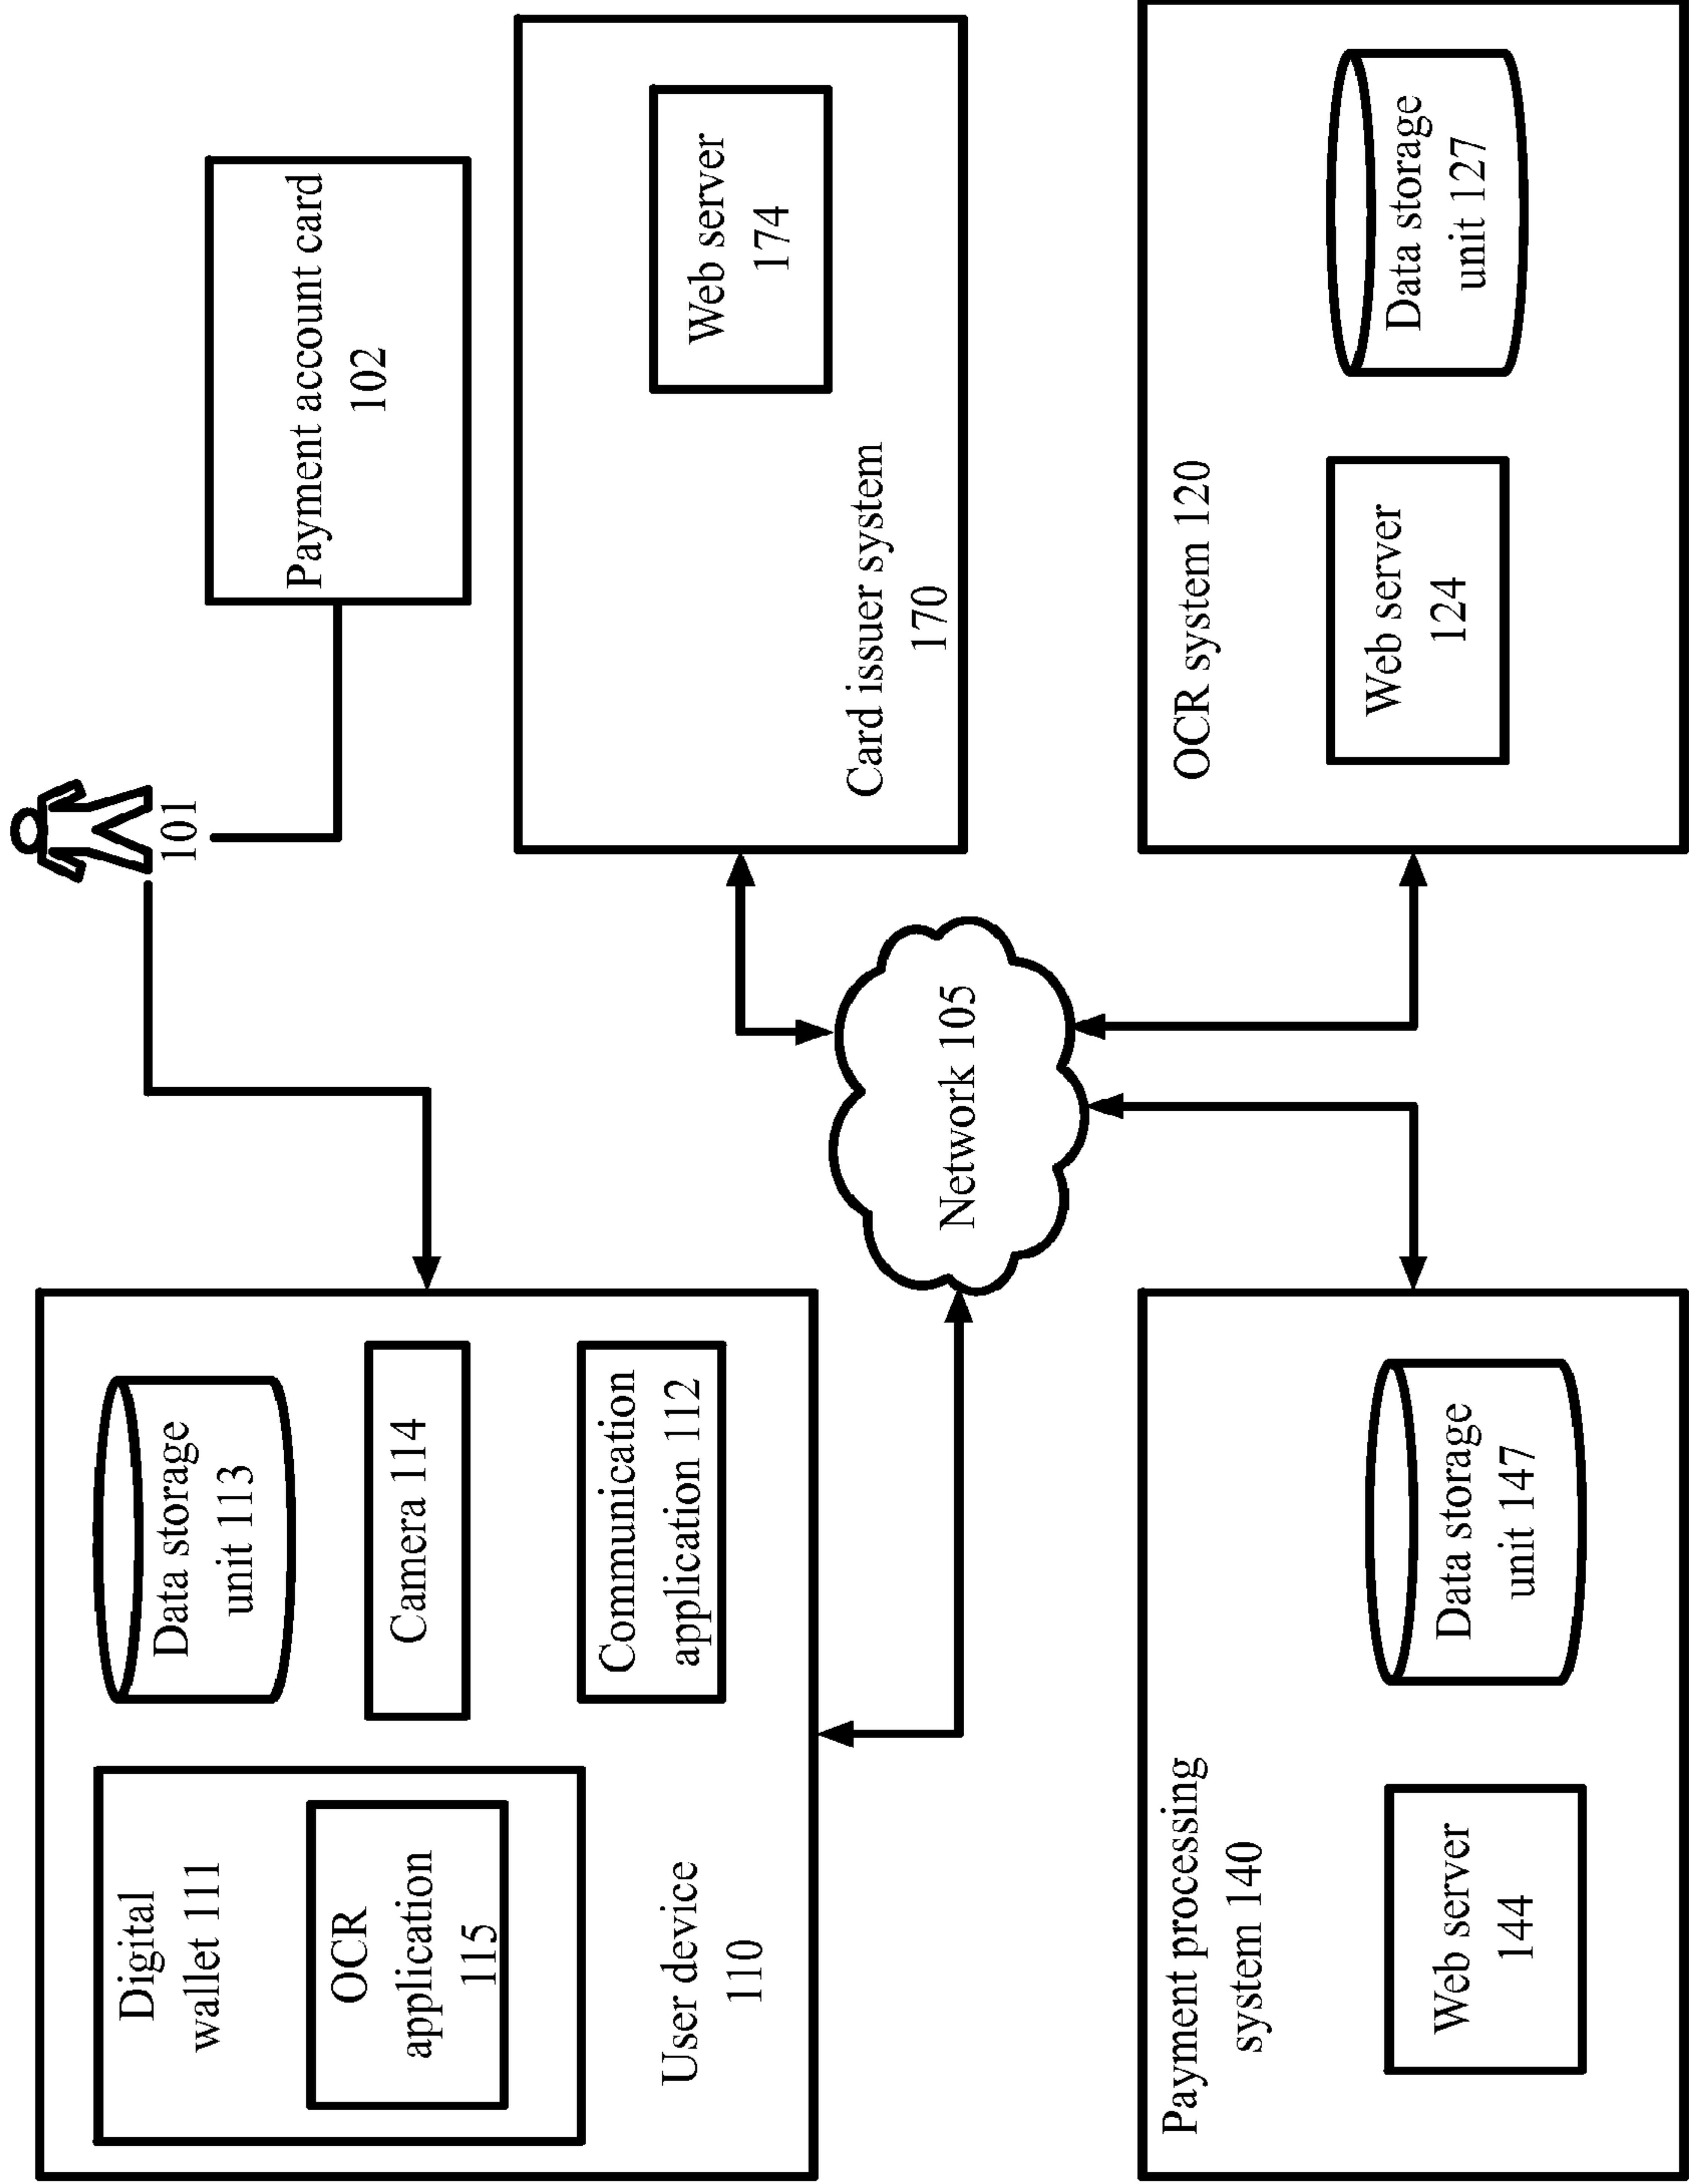 101
Payment account card
102
Digital
wallet 111
OCR
application
115
Data storage
unit 113
Camera 114
Communication
application 112
User device
110
Web server
174
Card issuer system
170
Network 105
Payment processing
system 140
Web server
144
Data storage
unit 147
OCR system 120
Web server
124
Data storage
unit 127